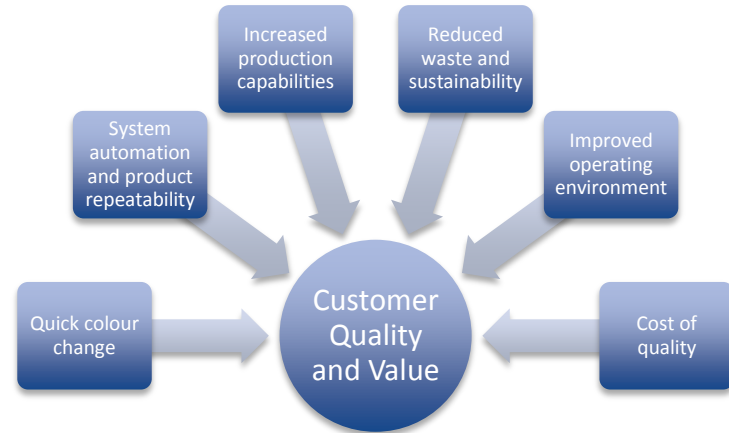 Increased
production
capabilities
Reduced
waste and
sustainability
System
automation
and product
repeatability
Improved
operating
environment
Quick colour
change
Customer
Quality
and Value
Cost of
quality